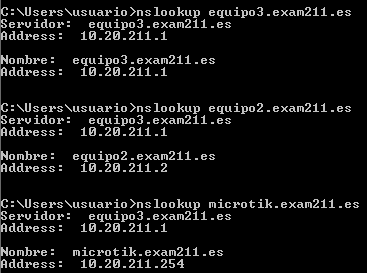 C:\Users\usuario>nslookup equipo3.exam211.es
Servidor:  equipo3.exam211.es
Address:  10.20.211.1
Nombre:  equipo3.exam211.es
Address:  10.20.211.1
C:\Users\usuario>nslookup equipo2.exam211.es
Servidor:  equipo3.exam211.es
Address:  10.20.211.1
Nombre:  equipo2.exam211.es
Address:  10.20.211.2
C:\Users\usuario>nslookup microtik.exam211.es
Servidor:  equipo3.exam211.es
Address:  10.20.211.1
Nombre:  microtik.exam211.es
Address:  10.20.211.254